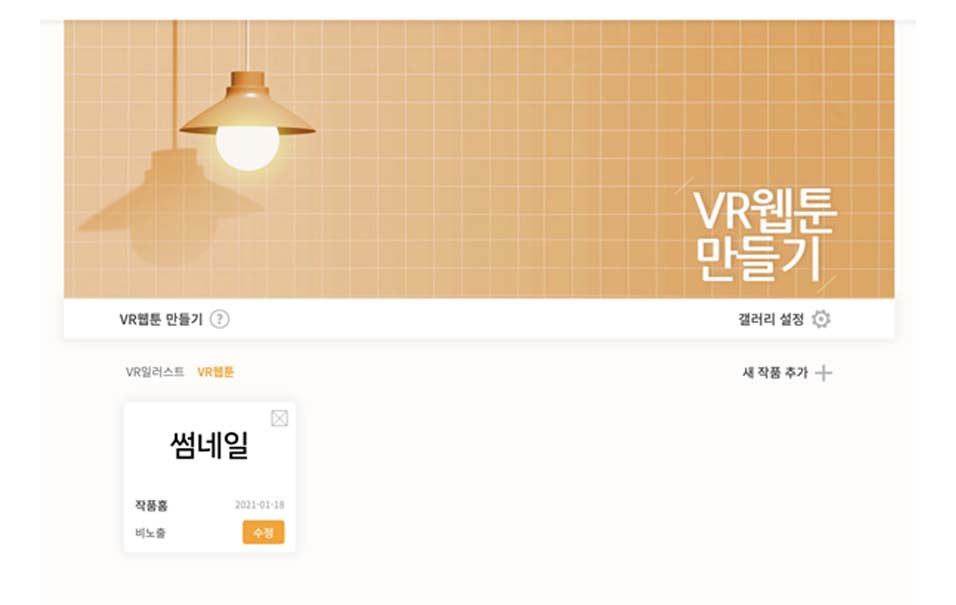 VR웹툰
만들기
VR웹툰 만들기 ?
갤러리 설정
VR일러스트 VR웹툰
새 작품 추가
썸네일
작품홈 2021-01-18
비노출 수정